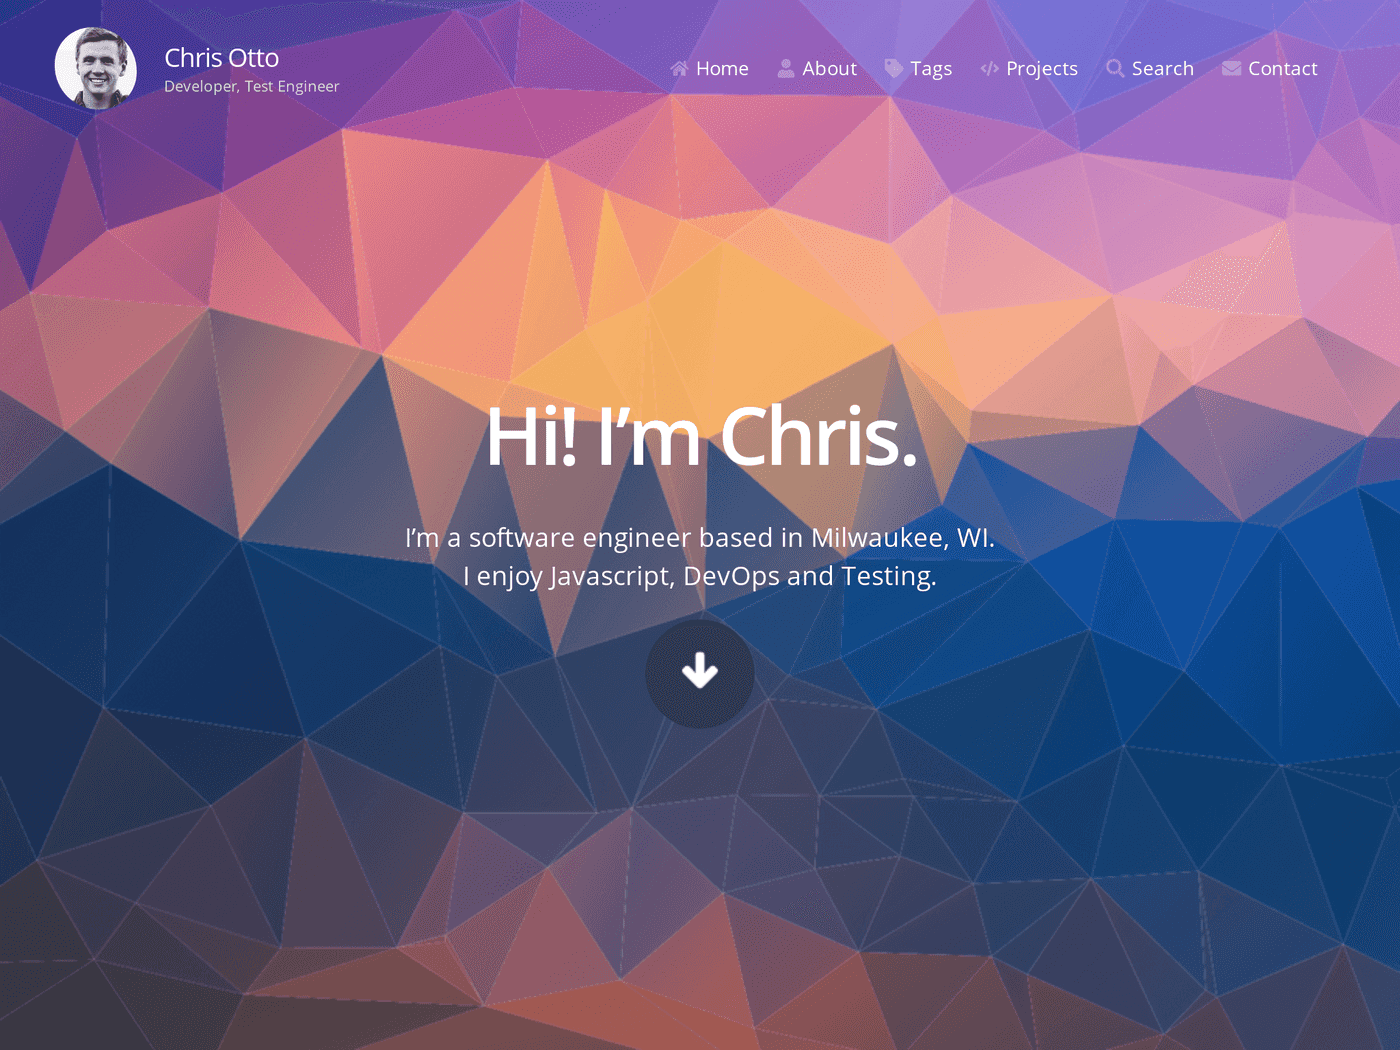 Chris Otto
Developer, Test Engineer
Home About Tags Projects Search Contact
Hi! I’m Chris.
I’m a software engineer based in Milwaukee, WI.
I enjoy Javascript, DevOps and Testing.